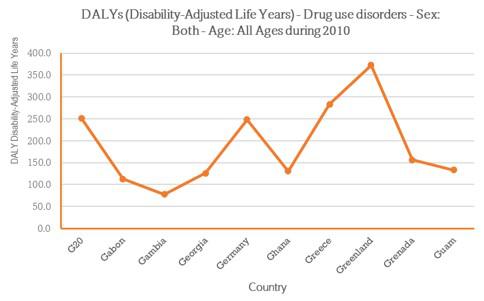 DALYs (Disability-Adjusted Life Years) - Drug use disorders - Sex:
Both - Age: All Ages during 2010
DALY Disability-Adjusted Life Years
400.0
350.0
300.0
250.0
200.0
150.0
100.0
50.0
0.0
G20
Gabon
Gambia
Georgia
Germany
Ghana
Greece
Greenland
Grenada
Guam
Country